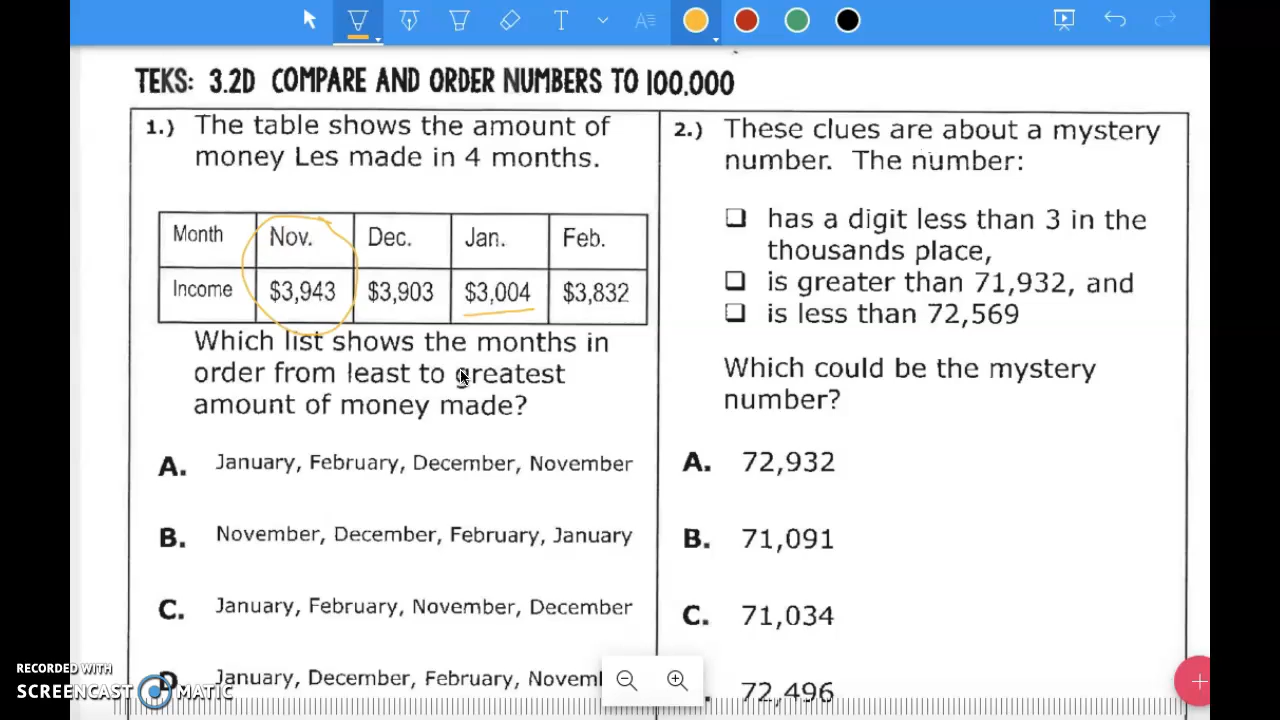 TEKS: 3.2D COMPARE AND ORDER NUMBERS TO 100,000
1.) The table shows the amount of
money Les made in 4 months.
Month Nov. Dec. Jan. Feb.
Income $3,943 $3,903 $3,004 $3,832
Which list shows the months in
order from least to greatest
amount of money made?
A. January, February, December, November
B. November, December, February, January
C. January, February, November, December
D. January, December, February,
2.) These clues are about a mystery
number. The number:
❑ has a digit less than 3 in the
thousands place,
❑ is greater than 71,932, and
❑ is less than 72,569
Which could be the mystery
number?
A. 72,932
B. 71,091
C. 71,034
72,496
RECORDED WITH
SCREENCAST MATIC